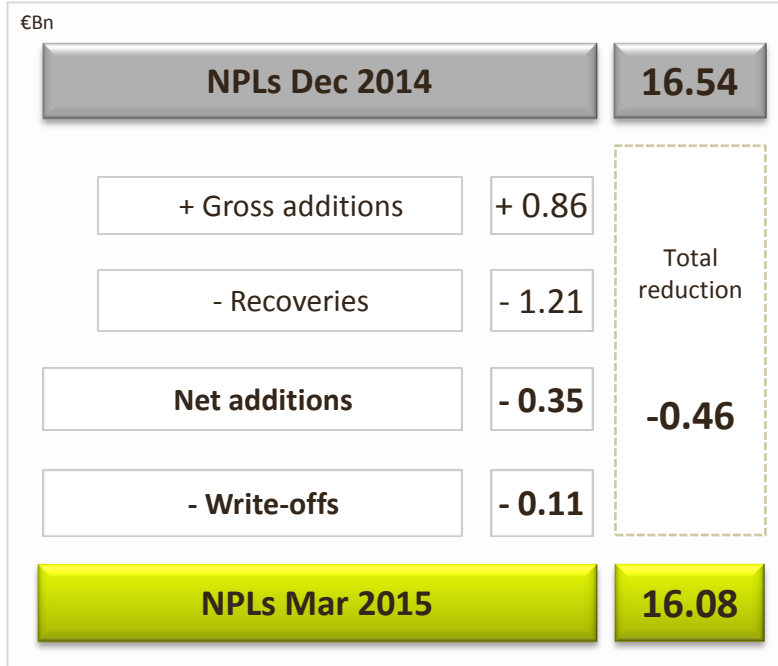 €Bn
NPLs Dec 2014 16.54
+ Gross additions + 0.86
- Recoveries - 1.21
Total
reduction
Net additions - 0.35
-0.46
- Write-offs - 0.11
NPLs Mar 2015 16.08